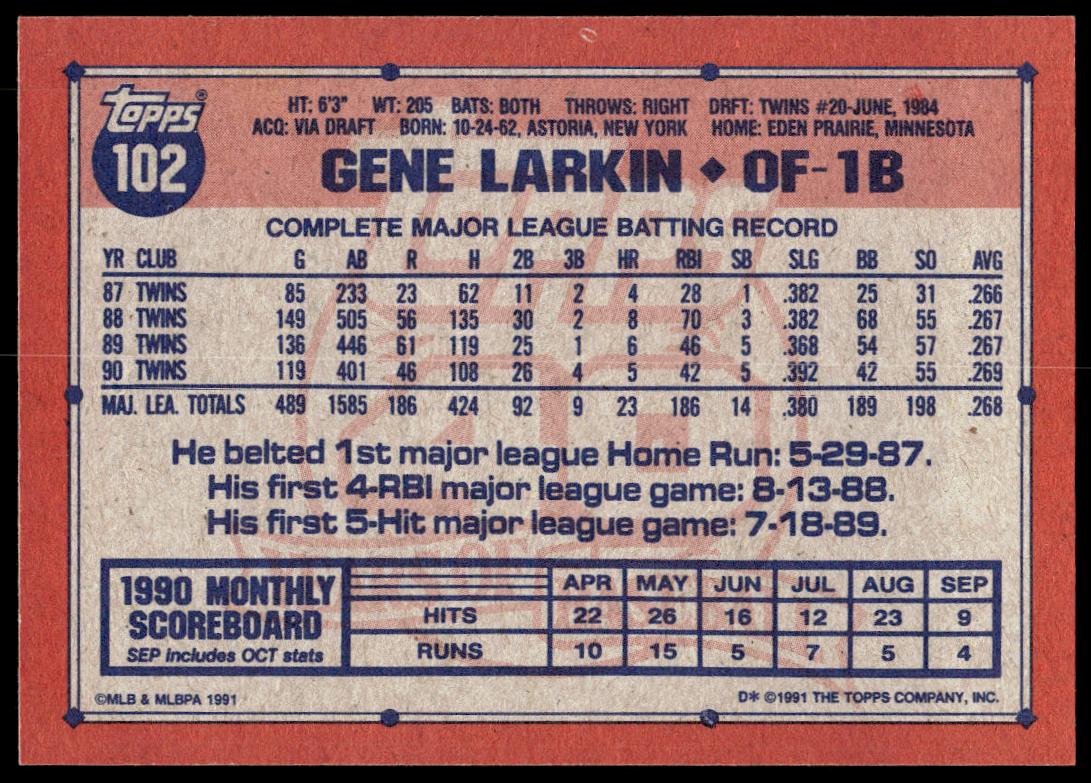 topps®
102
HT: 6'3" WT: 205 BATS: BOTH THROWS: RIGHT DRFT: TWINS #20-JUNE, 1984
ACQ: VIA DRAFT BORN: 10-24-62, ASTORIA, NEW YORK HOME: EDEN PRAIRIE, MINNESOTA
GENE LARKIN ◆ OF-1B
COMPLETE MAJOR LEAGUE BATTING RECORD
YR CLUB G AB R H 2B 3B HR RBI SB SLG BB SO AVG
87 TWINS 85 233 23 62 11 2 4 28 1 .382 25 31 .266
88 TWINS 149 505 56 135 30 2 8 70 3 .382 68 55 .267
89 TWINS 136 446 61 119 25 1 6 46 5 .368 54 57 .267
90 TWINS 119 401 46 108 26 4 5 42 5 .392 42 55 .269
MAJ. LEA. TOTALS 489 1585 186 424 92 9 23 186 14 .380 189 198 .268
He belted 1st major league Home Run: 5-29-87.
His first 4-RBI major league game: 8-13-88.
His first 5-Hit major league game: 7-18-89.
1990 MONTHLY
SCOREBOARD
SEP includes OCT stats
APR MAY JUN JUL AUG SEP
HITS 22 26 16 12 23 9
RUNS 10 15 5 7 5 4
©MLB & MLBPA 1991
D* ©1991 THE TOPPS COMPANY, INC.